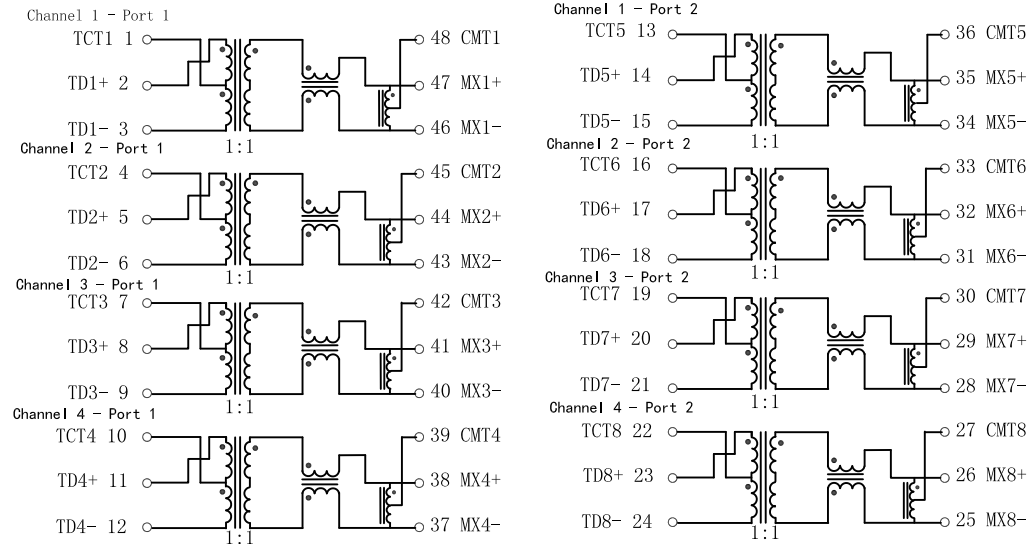 Channel 1 - Port 1
TCT1 1
48 CMT1
TD1+ 2
47 MX1+
TD1- 3
46 MX1-
1:1
Channel 2 - Port 1
TCT2 4
45 CMT2
TD2+ 5
44 MX2+
TD2- 6
43 MX2-
1:1
Channel 3 - Port 1
TCT3 7
42 CMT3
TD3+ 8
41 MX3+
TD3- 9
40 MX3-
1:1
Channel 4 - Port 1
TCT4 10
39 CMT4
TD4+ 11
38 MX4+
TD4- 12
37 MX4-
1:1
Channel 1 - Port 2
TCT5 13
36 CMT5
TD5+ 14
35 MX5+
TD5- 15
34 MX5-
1:1
Channel 2 - Port 2
TCT6 16
33 CMT6
TD6+ 17
32 MX6+
TD6- 18
31 MX6-
1:1
Channel 3 - Port 2
TCT7 19
30 CMT7
TD7+ 20
29 MX7+
TD7- 21
28 MX7-
1:1
Channel 4 - Port 2
TCT8 22
27 CMT8
TD8+ 23
26 MX8+
TD8- 24
25 MX8-
1:1